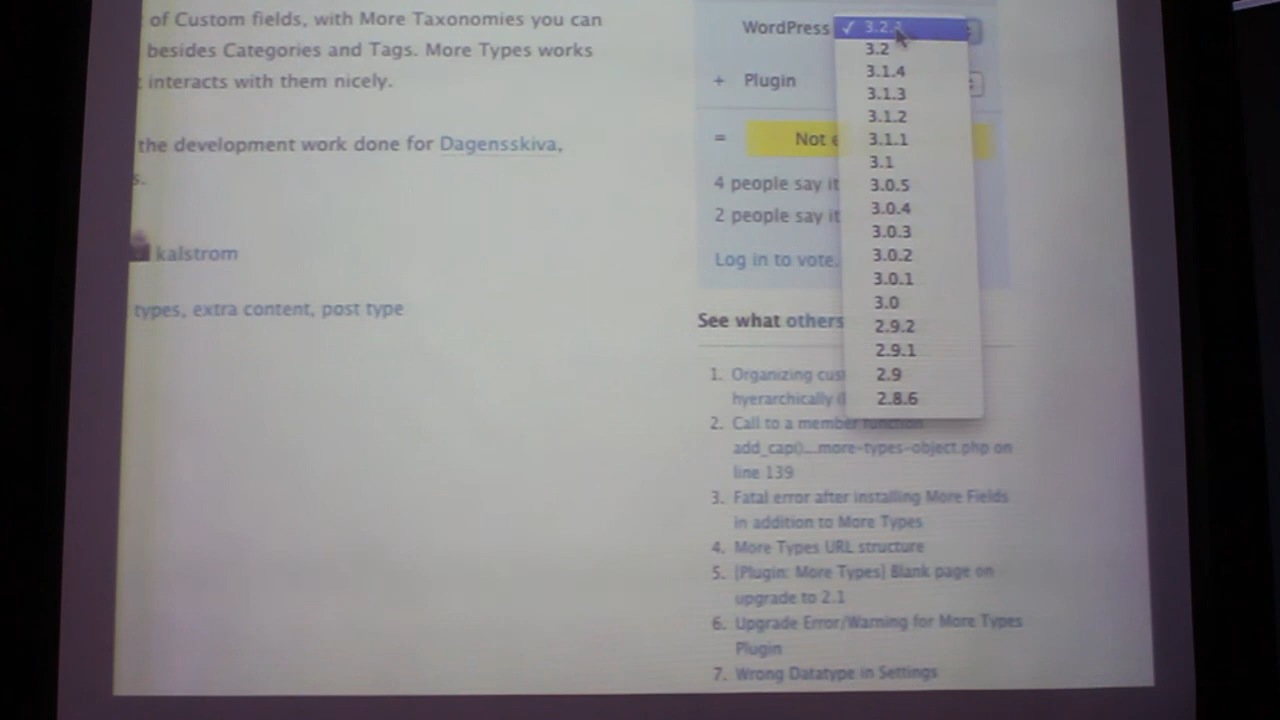 of Custom fields, with More Taxonomies you can
besides Categories and Tags. More Types works
interacts with them nicely.
the development work done for Dagensskiva,
s.
kalstrom
types, extra content, post type
WordPress ✓ 3.2.1
3.2
+ Plugin
3.1.4
3.1.3
3.1.2
= Not
3.1.1
3.1
4 people say it
3.0.5
3.0.4
2 people say it
3.0.3
3.0.2
Log in to vote.
3.0.1
3.0
See what others
2.9.2
2.9.1
2.9
2.8.6
1. Organizing
hyerarchically
2. Call to a member function
add_cap()...more-types-object.php on
line 139
3. Fatal error after installing More Fields
in addition to More Types
4. More Types URL structure
5. [Plugin: More Types] Blank page on
upgrade to 2.1
6. Upgrade Error/Warning for More Types
Plugin
7. Wrong Datatype in Settings